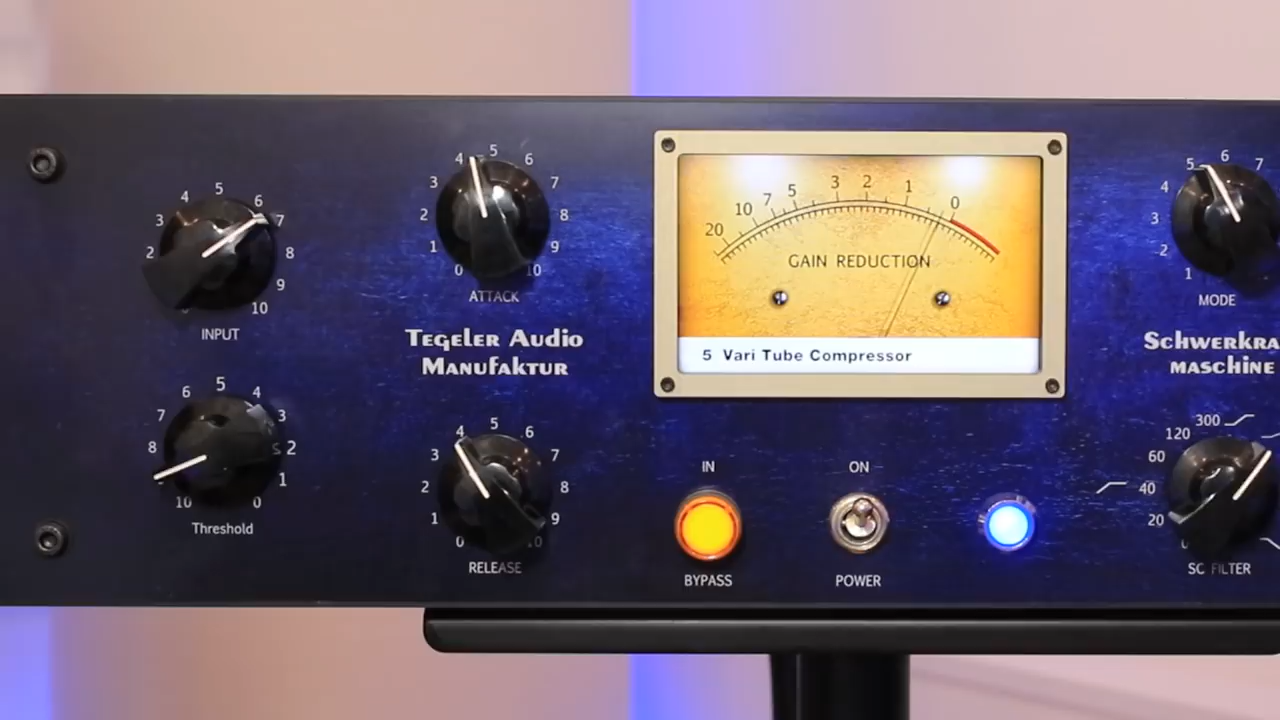 5
4 6
3 7
2 8
9
10
INPUT
5
6 4
7 3
8 2
1
10 0
Threshold
5
4 6
3 7
2 8
1 9
0 10
ATTACK
TEGELER AUDIO
MANUFAKTUR
5
4 6
3 7
2 8
1 9
0 10
RELEASE
20 10 7 5 3 2 1 0
GAIN REDUCTION
5 Vari Tube Compressor
IN
BYPASS
ON
POWER
6
5 7
4
3
2
1
MODE
SCHWERKRA
MASCHINE
300
120
60
40
20
0
SC FILTER